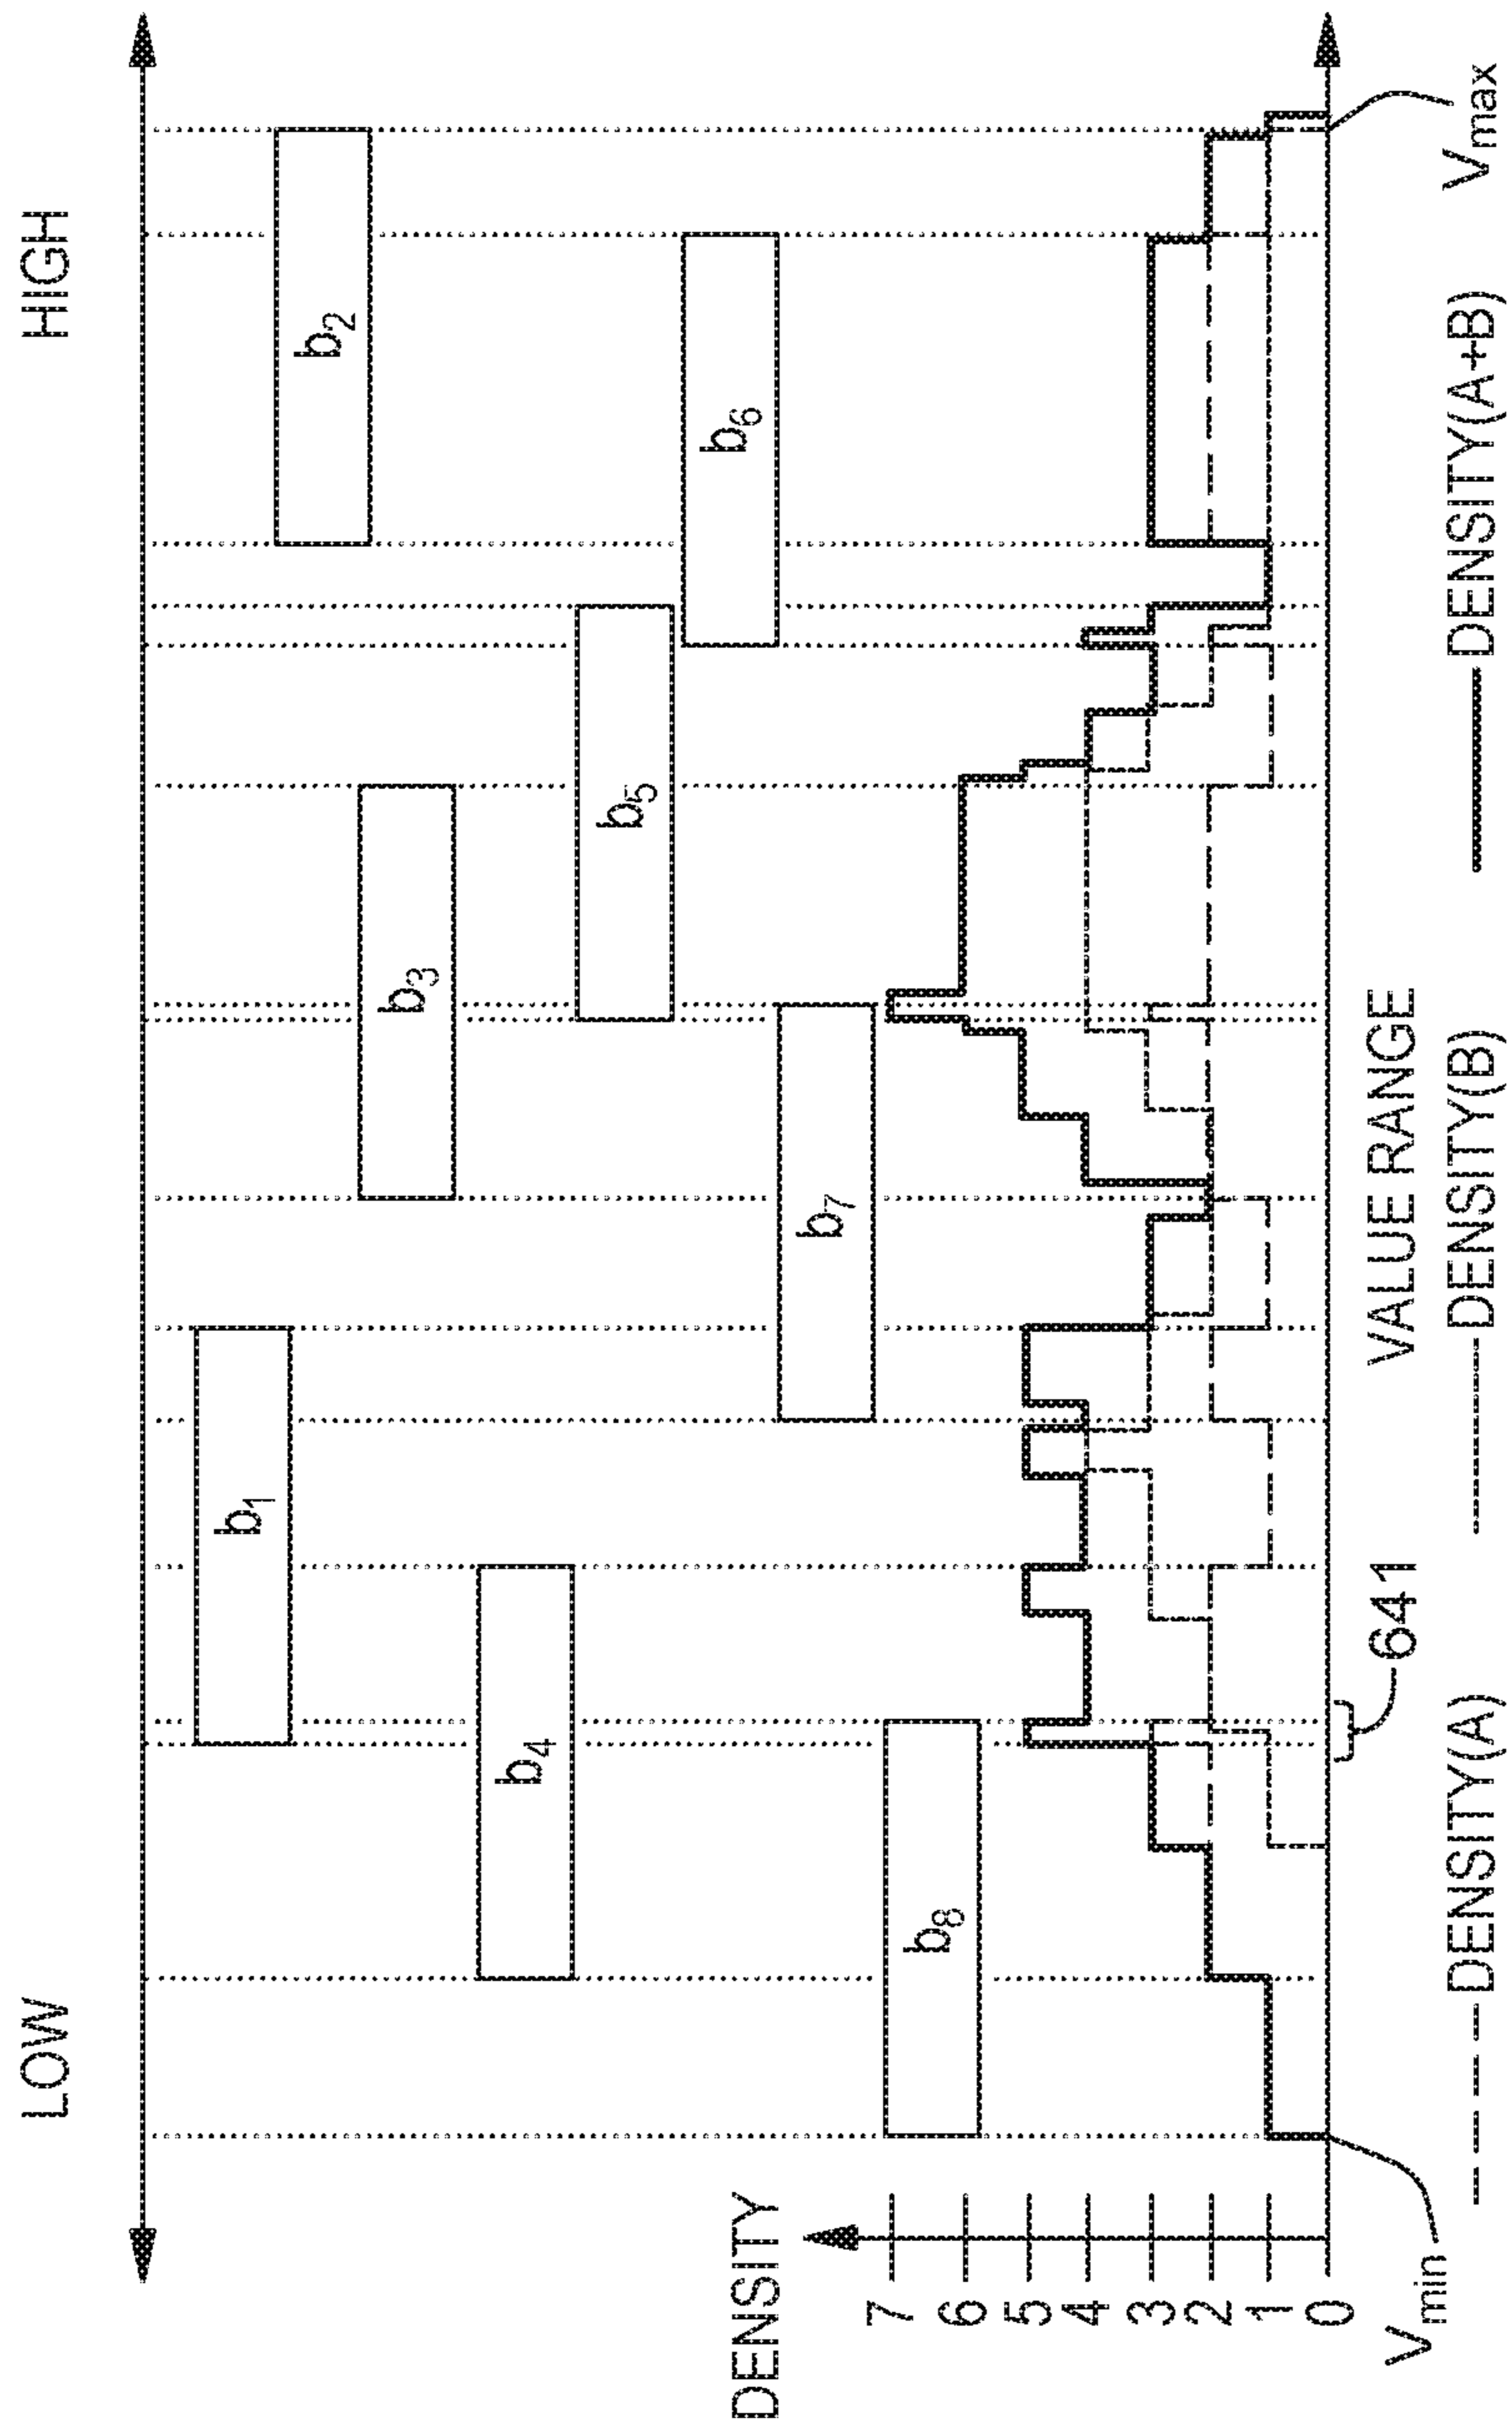 LOW HIGH
b1
b2
b3
b4
b5
b6
b7
b8
DENSITY
7
6
5
4
3
2
1
0
Vmin 641 VALUE RANGE Vmax
DENSITY(A) DENSITY(B) DENSITY(A+B)